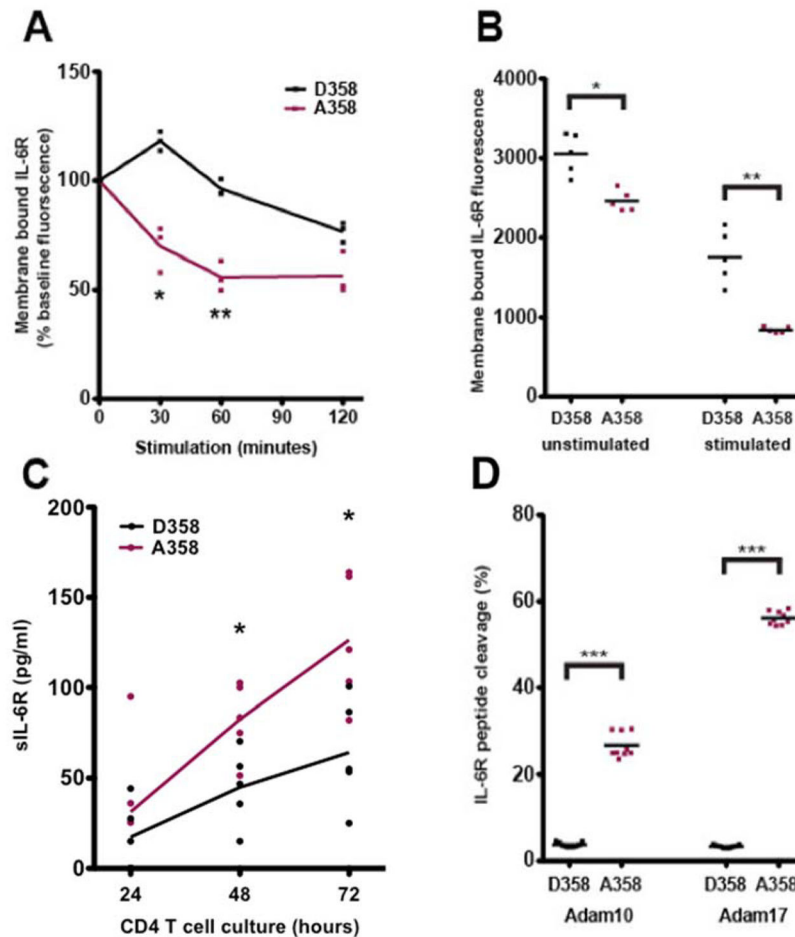 A
150
100
50
0
Membrane bound IL-6R
(% baseline fluorsecence)
D358
A358
*
**
0 30 60 90 120
Stimulation (minutes)
B
4000
3000
2000
1000
0
Membrane bound IL-6R fluorescence
*
**
D358 A358 D358 A358
unstimulated stimulated
C
200
150
100
50
0
sIL-6R (pg/ml)
D358
A358
*
*
24 48 72
CD4 T cell culture (hours)
D
80
60
40
20
0
IL-6R peptide cleavage (%)
***
***
D358 A358 D358 A358
Adam10 Adam17